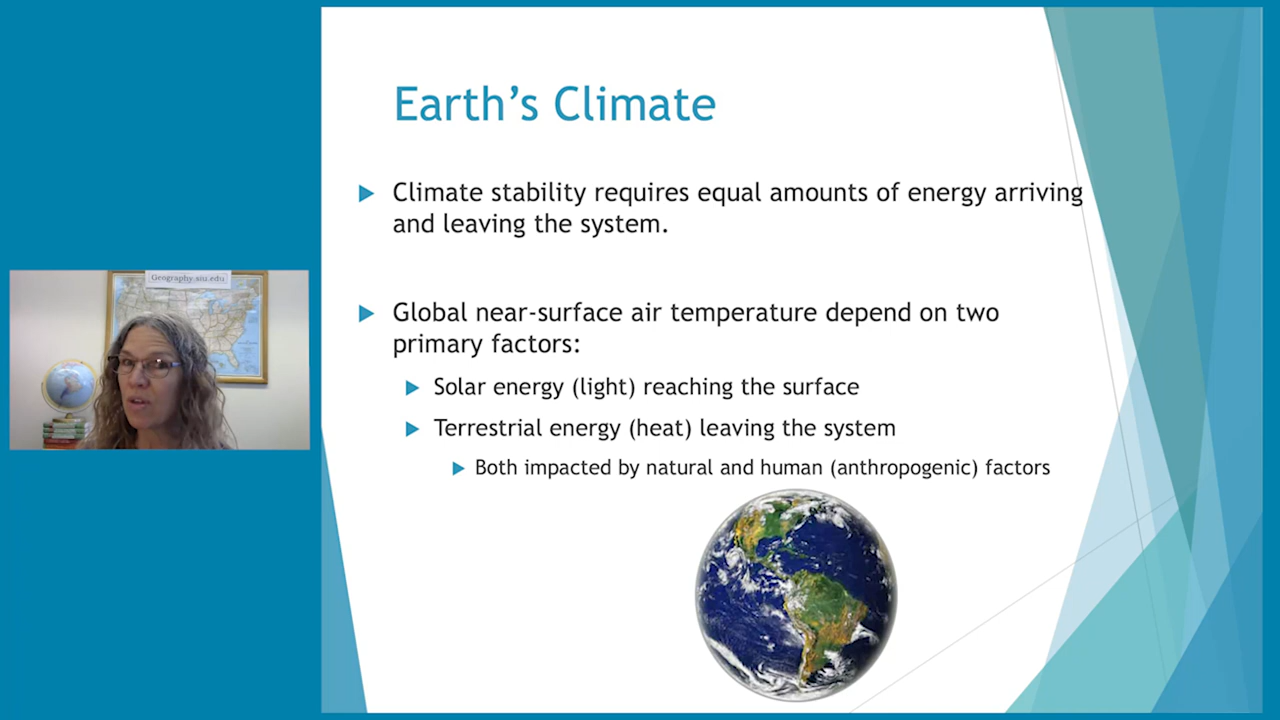 Earth's Climate
Climate stability requires equal amounts of energy arriving
and leaving the system.
Global near-surface air temperature depend on two
primary factors:
Solar energy (light) reaching the surface
Terrestrial energy (heat) leaving the system
Both impacted by natural and human (anthropogenic) factors
Geography.siu.edu